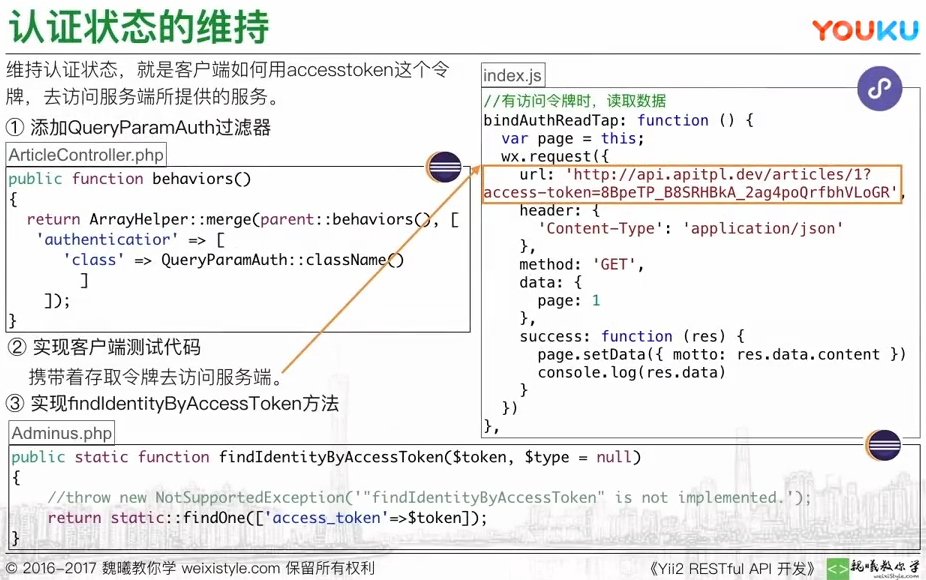 认证状态的维持
YOUKU
维持认证状态，就是客户端如何用accesstoken这个令
牌，去访问服务端所提供的服务。
① 添加QueryParamAuth过滤器
ArticleController.php
public function behaviors()
{
return ArrayHelper::merge(parent::behaviors(), [
'authenticatior' => [
'class' => QueryParamAuth::className()
]
]);
}
② 实现客户端测试代码
携带着存取令牌去访问服务端。
③ 实现findIdentityByAccessToken方法
index.js
//有访问令牌时，读取数据
bindAuthReadTap: function () {
var page = this;
wx.request({
url: 'http://api.apitpl.dev/articles/1?
access-token=8BpeTP_B8SRHBkA_2ag4poQrfbhVLoGR',
header: {
'Content-Type': 'application/json'
},
method: 'GET',
data: {
page: 1
},
success: function (res) {
page.setData({ motto: res.data.content })
console.log(res.data)
}
})
},
Adminus.php
public static function findIdentityByAccessToken($token, $type = null)
{
//throw new NotSupportedException('"findIdentityByAccessToken" is not implemented.');
return static::findOne(['access_token'=>$token]);
}
© 2016-2017 魏曦教你学 weixistyle.com 保留所有权利
《Yii2 RESTful API 开发》
<> 魏曦教你学
weixistyle.com